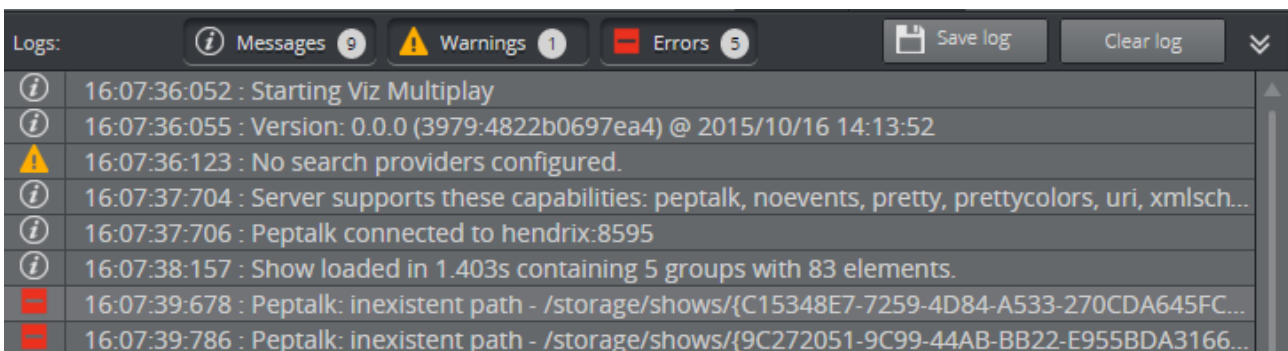 Logs: Messages 9 Warnings 1 Errors 5 Save log Clear log
16:07:36:052 : Starting Viz Multiplay
16:07:36:055 : Version: 0.0.0 (3979:4822b0697ea4) @ 2015/10/16 14:13:52
16:07:36:123 : No search providers configured.
16:07:37:704 : Server supports these capabilities: peptalk, noevents, pretty, prettycolors, uri, xmlsch...
16:07:37:706 : Peptalk connected to hendrix:8595
16:07:38:157 : Show loaded in 1.403s containing 5 groups with 83 elements.
16:07:39:678 : Peptalk: inexistent path - /storage/shows/{C15348E7-7259-4D84-A533-270CDA645FC...
16:07:39:786 : Peptalk: inexistent path - /storage/shows/{9C272051-9C99-44AB-BB22-E955BDA3166...